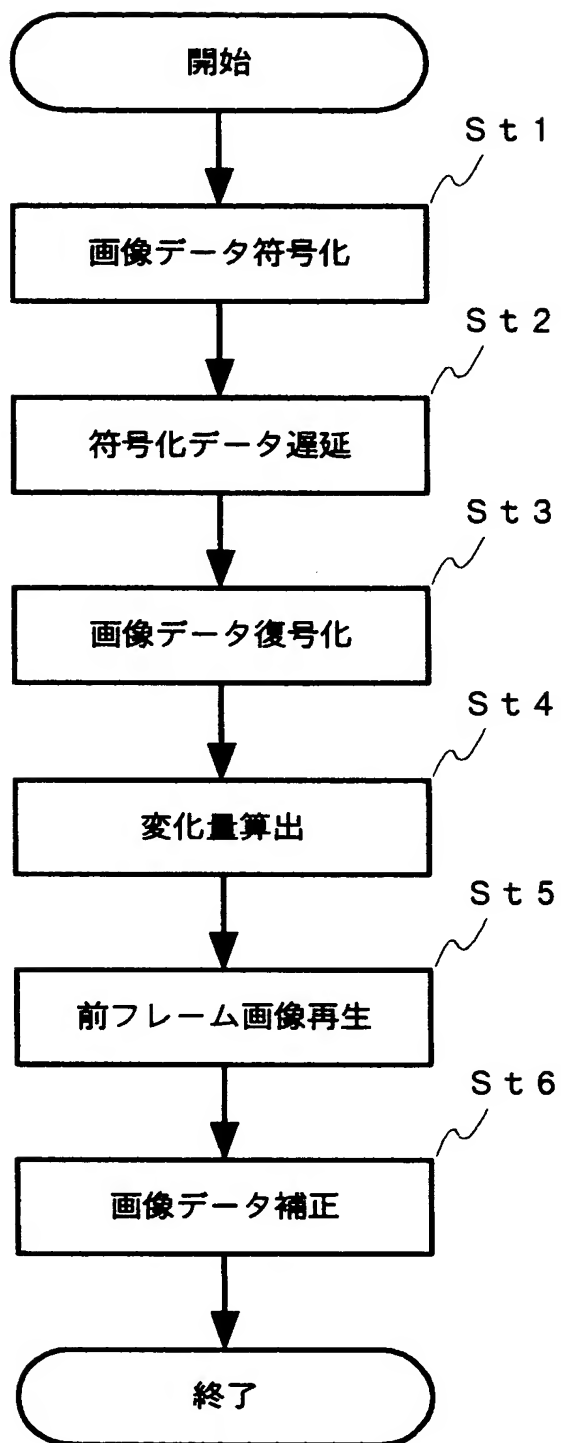 開始
Ｓｔ１
画像データ符号化
Ｓｔ２
符号化データ遅延
Ｓｔ３
画像データ復号化
Ｓｔ４
変化量算出
Ｓｔ５
前フレーム画像再生
Ｓｔ６
画像データ補正
終了